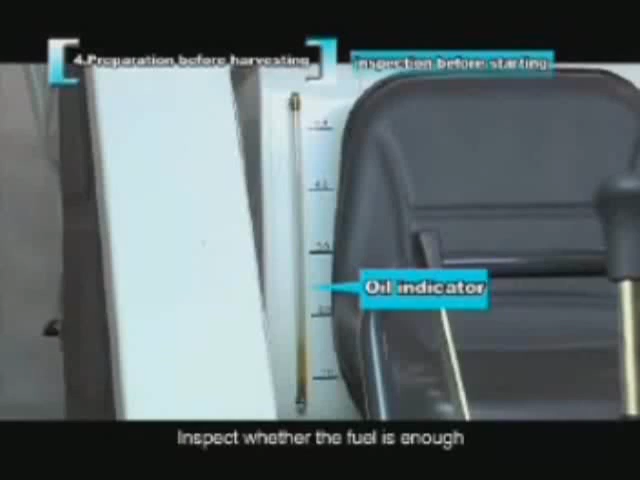 4.Preparation before harvesting
Inspection before starting
Oil indicator
Inspect whether the fuel is enough